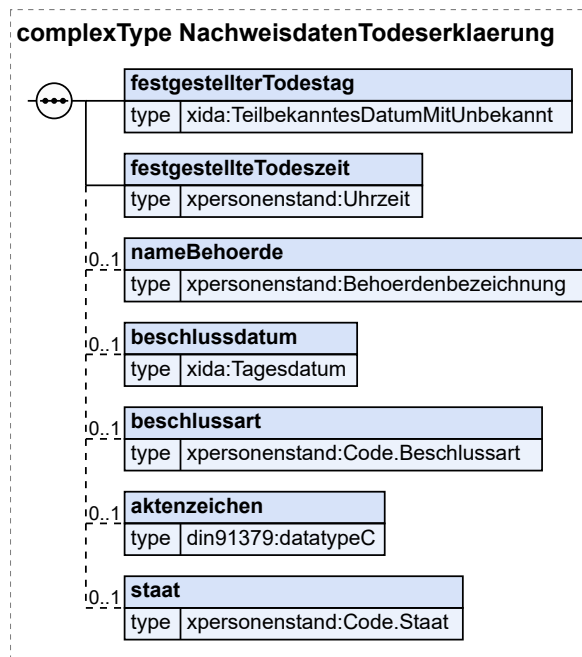 complexType NachweisdatenTodeserklaerung
festgestellterTodestag
type xida:TeilbekanntesDatumMitUnbekannt
festgestellteTodeszeit
type xpersonenstand:Uhrzeit
0..1 nameBehoerde
type xpersonenstand:Behoerdenbezeichnung
0..1 beschlussdatum
type xida:Tagesdatum
0..1 beschlussart
type xpersonenstand:Code.Beschlussart
0..1 aktenzeichen
type din91379:datatypeC
0..1 staat
type xpersonenstand:Code.Staat